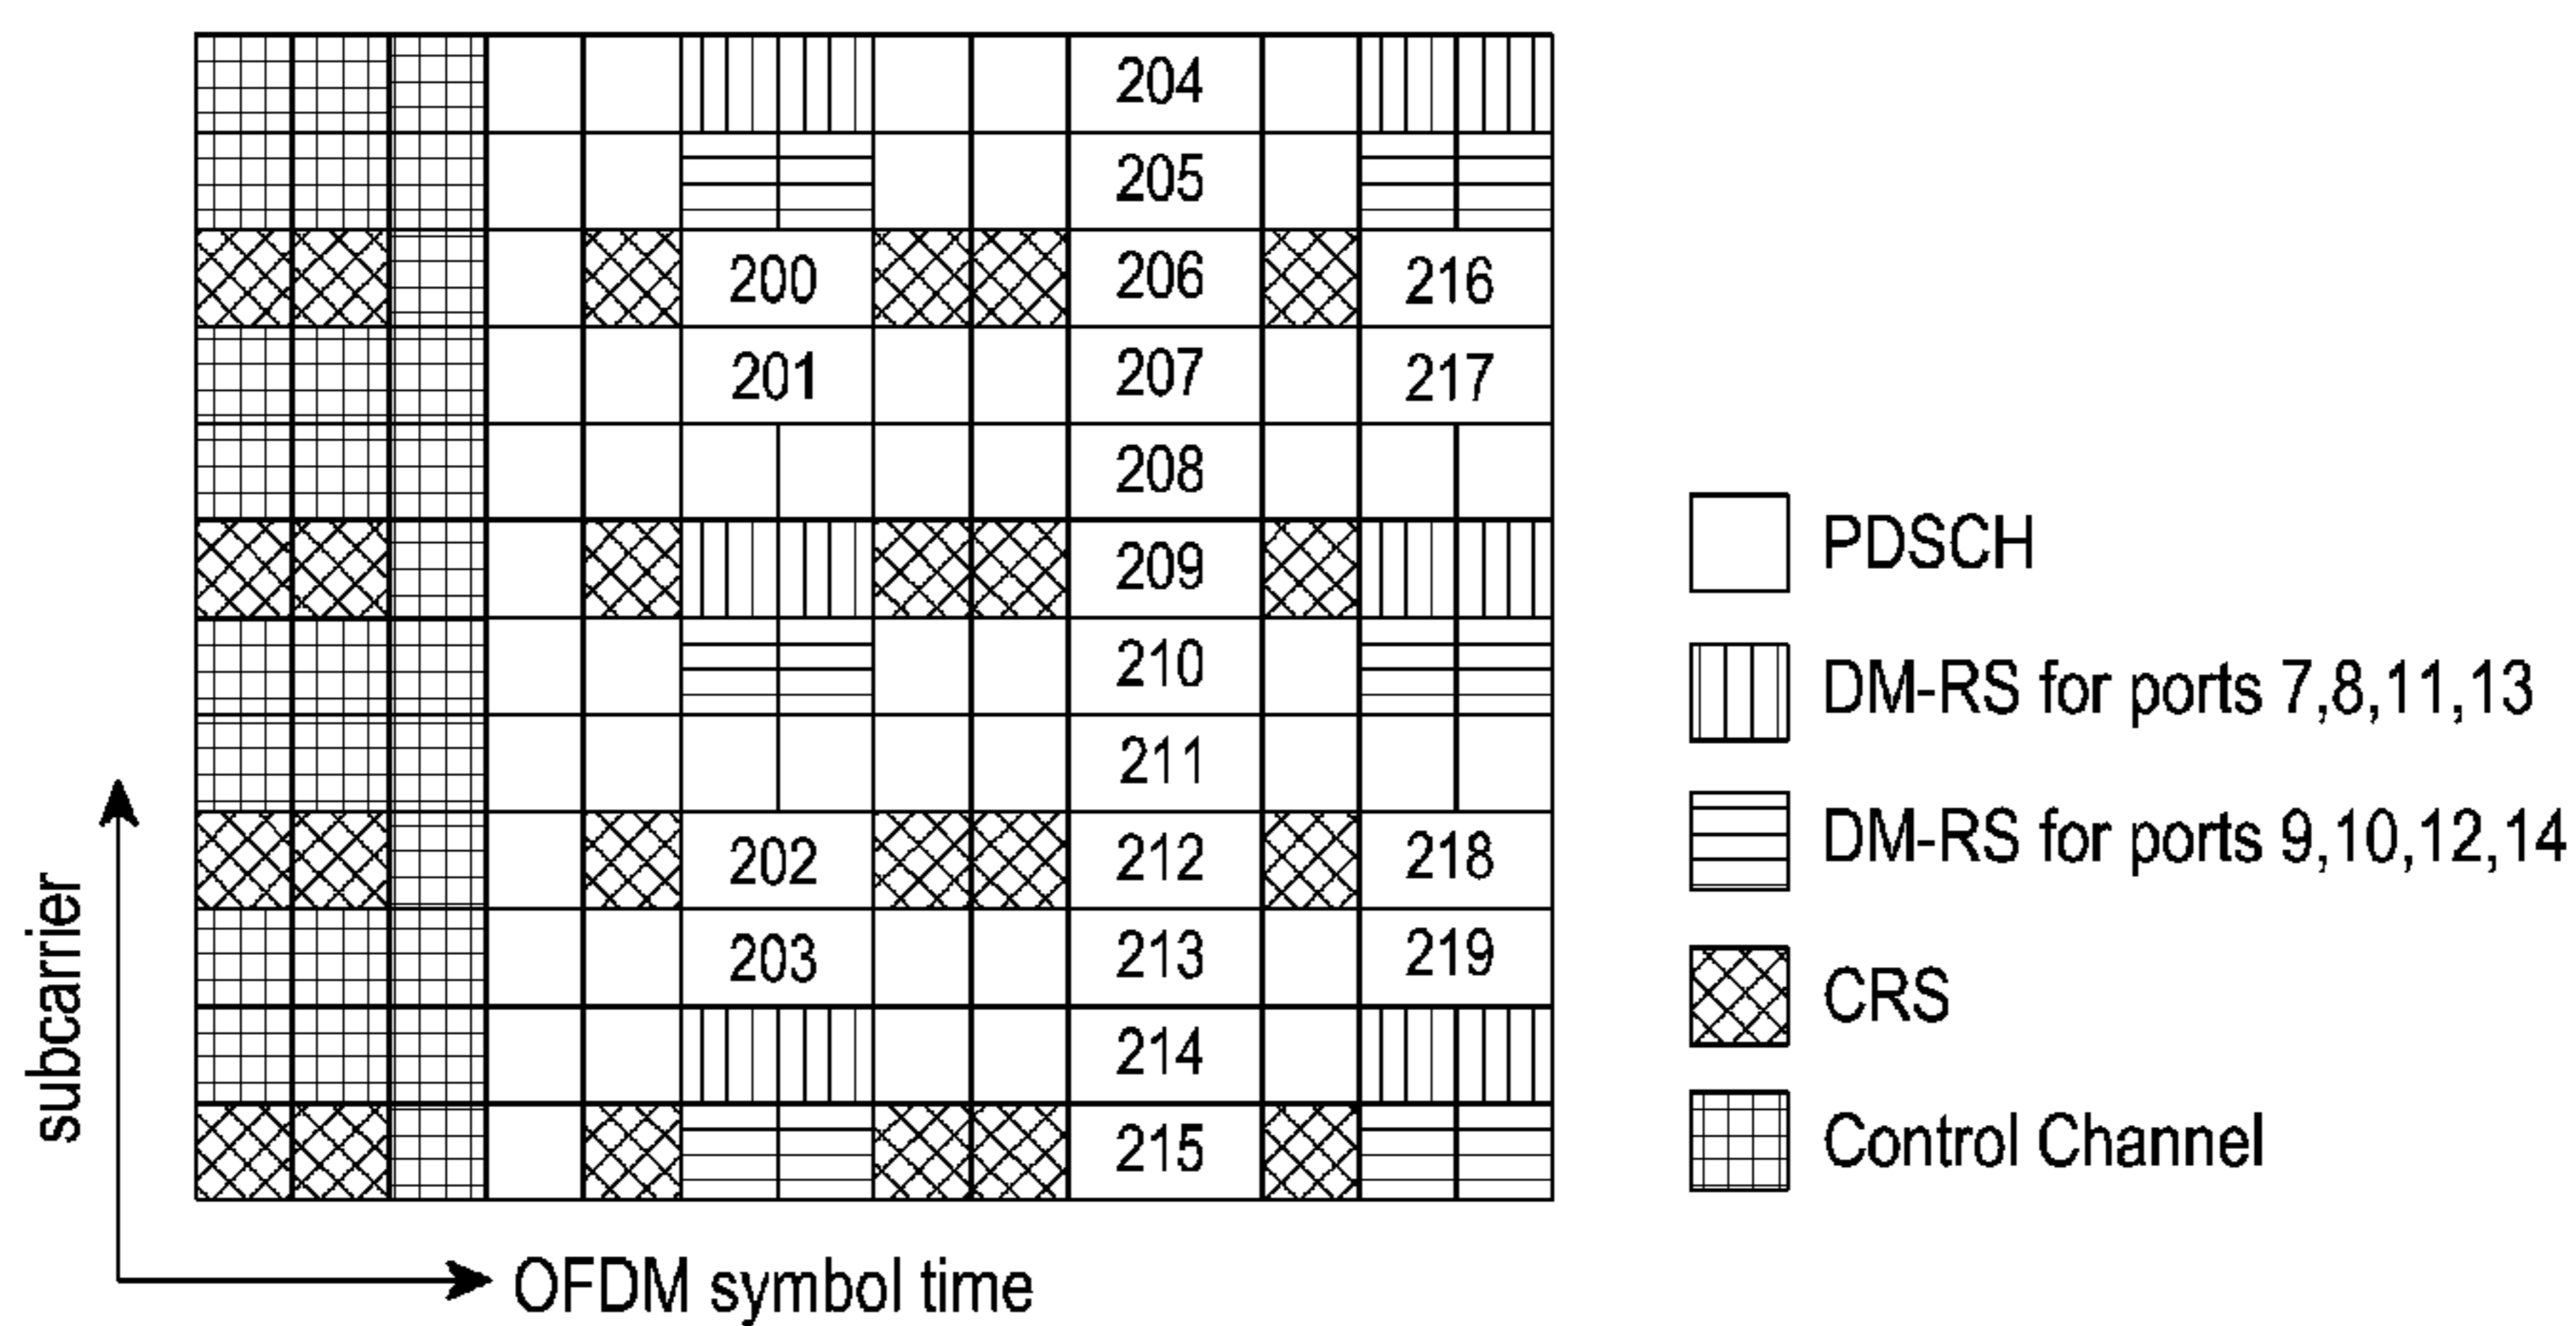 204
205
200 206 216
201 207 217
208
209
210
211
202 212 218
203 213 219
214
215
subcarrier
OFDM symbol time
PDSCH
DM-RS for ports 7,8,11,13
DM-RS for ports 9,10,12,14
CRS
Control Channel